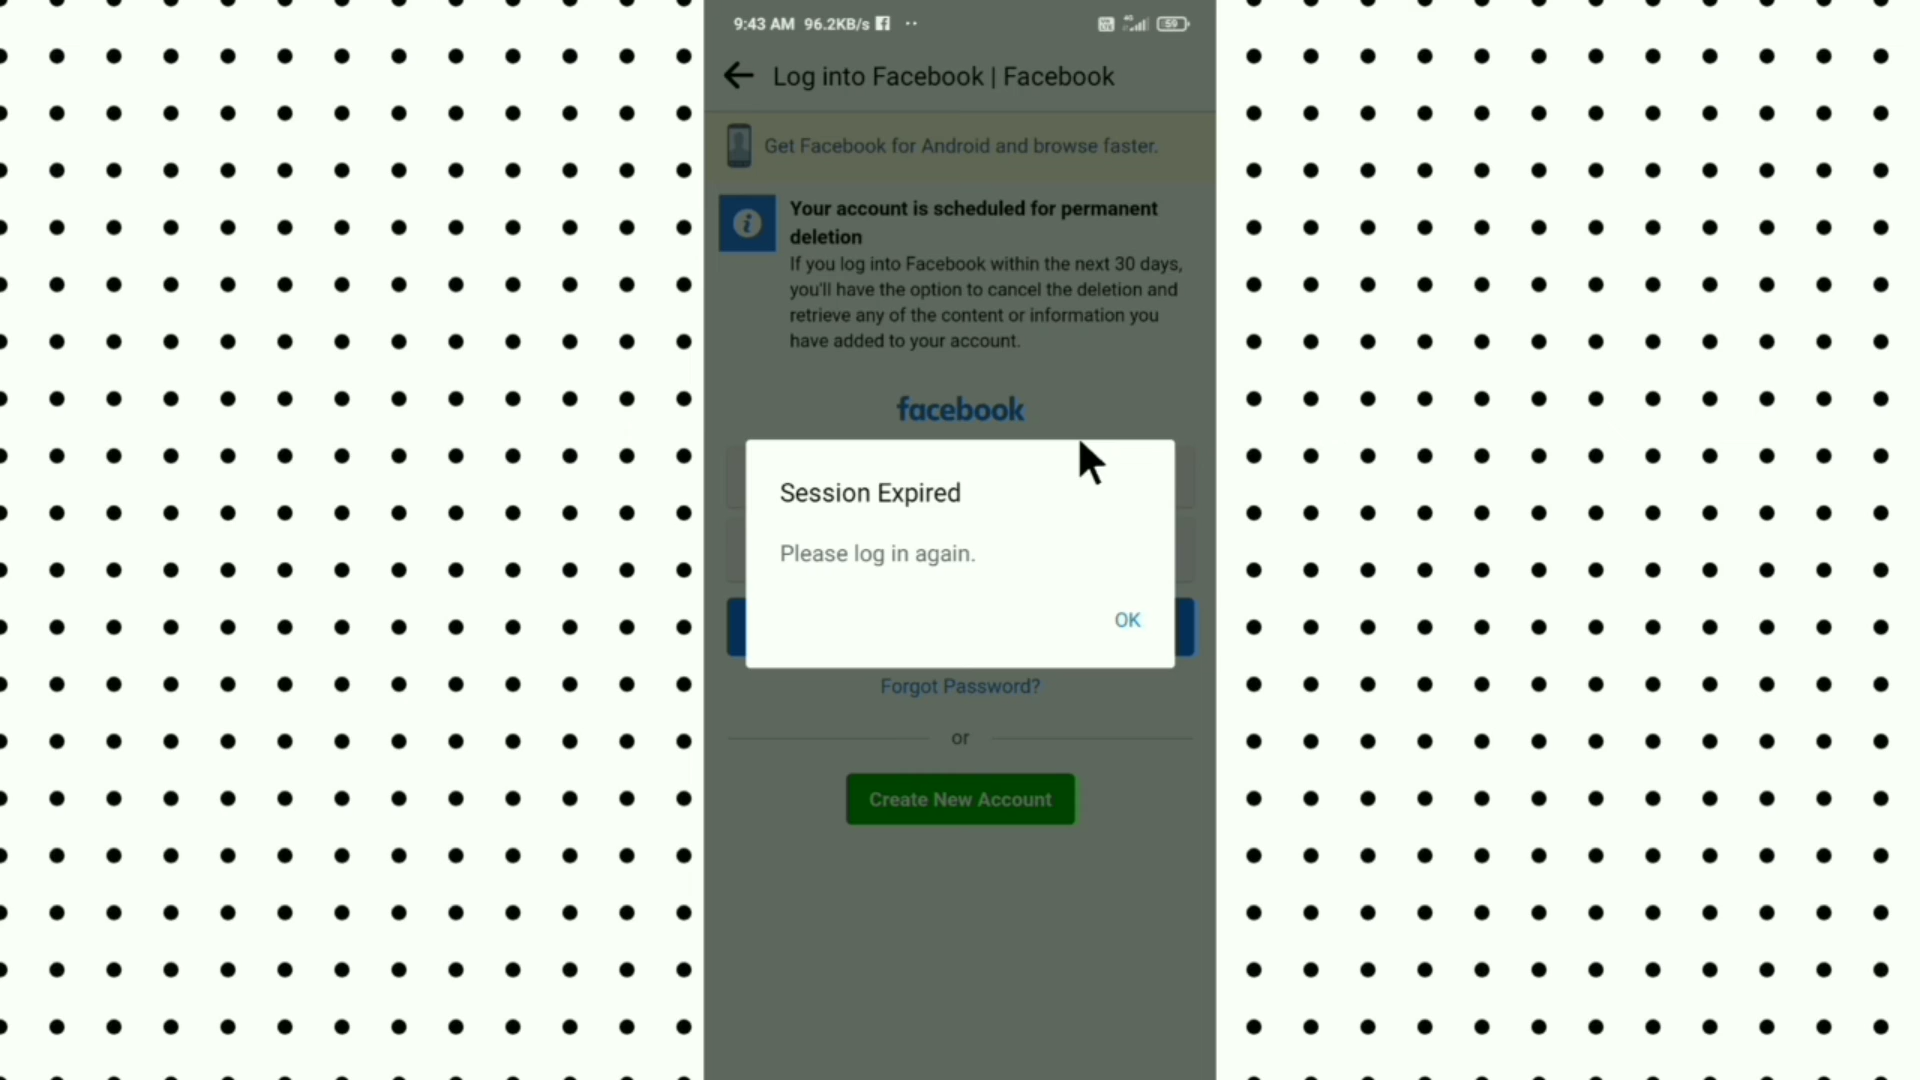 9:43 AM 96.2KB/s
4G 59
Log into Facebook | Facebook
Get Facebook for Android and browse faster.
Your account is scheduled for permanent
deletion
If you log into Facebook within the next 30 days,
you'll have the option to cancel the deletion and
retrieve any of the content or information you
have added to your account.
facebook
Session Expired
Please log in again.
OK
Forgot Password?
or
Create New Account